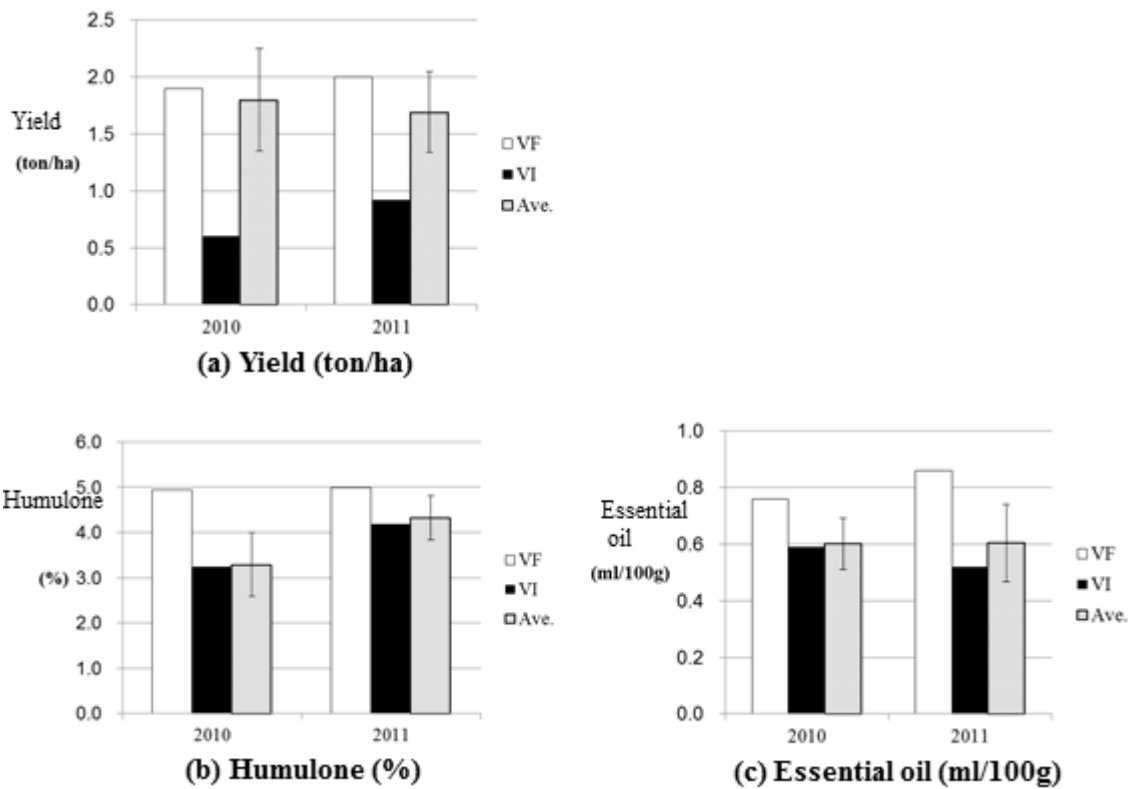 2.5
2.0
1.5
1.0
0.5
0.0
Yield
(ton/ha)
VF
VI
Ave.
2010 2011
(a) Yield (ton/ha)
6.0
5.0
4.0
3.0
2.0
1.0
0.0
Humulone
(%)
VF
VI
Ave.
2010 2011
(b) Humulone (%)
1.0
0.8
0.6
0.4
0.2
0.0
Essential
oil
(ml/100g)
VF
VI
Ave.
2010 2011
(c) Essential oil (ml/100g)